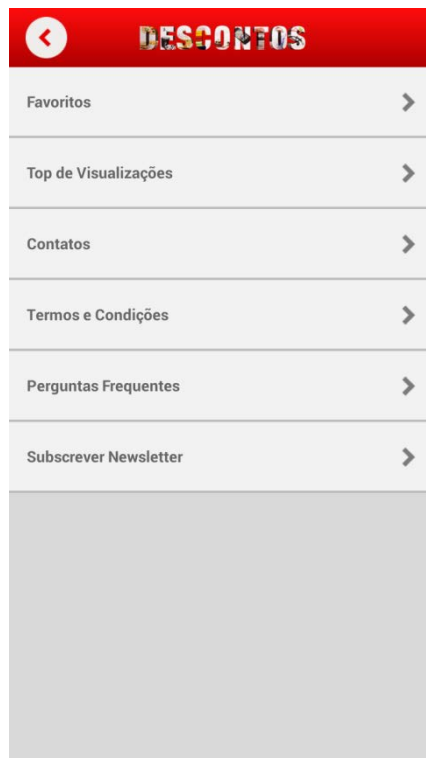 DESCONTOS
Favoritos
Top de Visualizações
Contatos
Termos e Condições
Perguntas Frequentes
Subscrever Newsletter